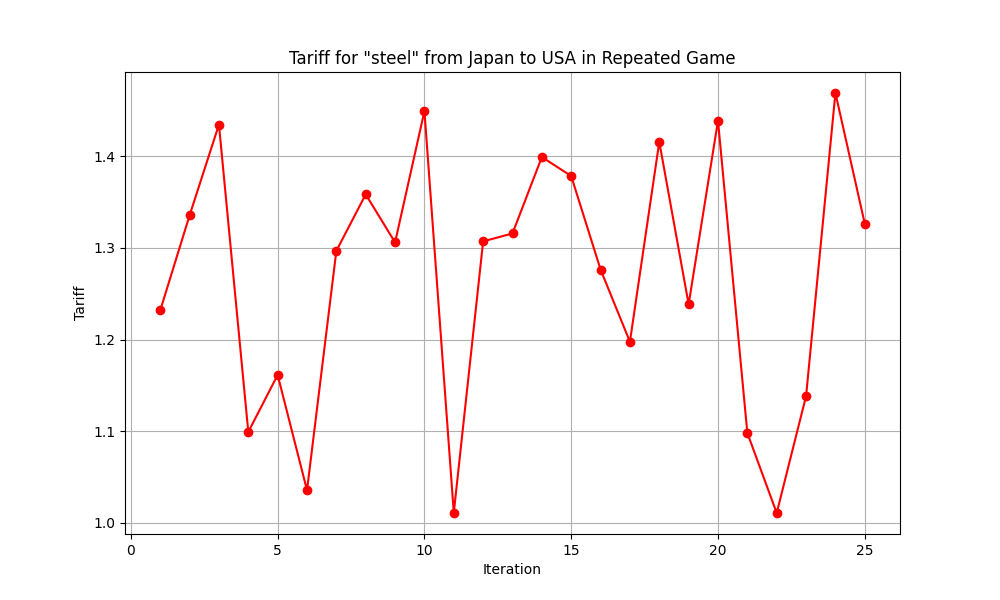 Tariff for "steel" from Japan to USA in Repeated Game
1.4
1.3
1.2
1.1
1.0
Tariff
0 5 10 15 20 25
Iteration